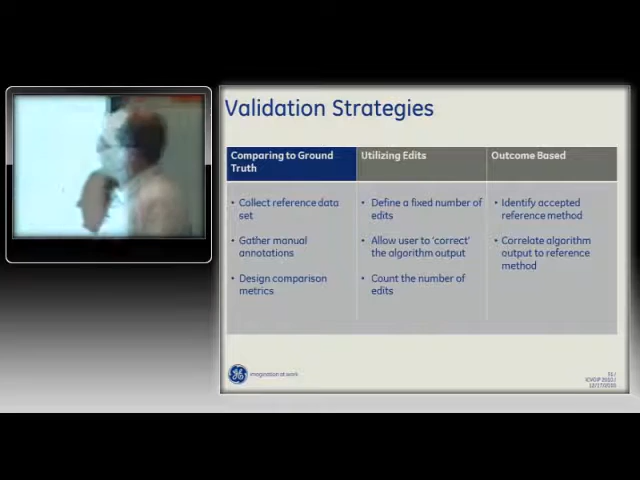 Validation Strategies
Comparing to Ground
Truth
Utilizing Edits
Outcome Based
• Collect reference data
set
• Gather manual
annotations
• Design comparison
metrics
• Define a fixed number of
edits
• Allow user to ‘correct’
the algorithm output
• Count the number of
edits
• Identify accepted
reference method
• Correlate algorithm
output to reference
method
imagination at work